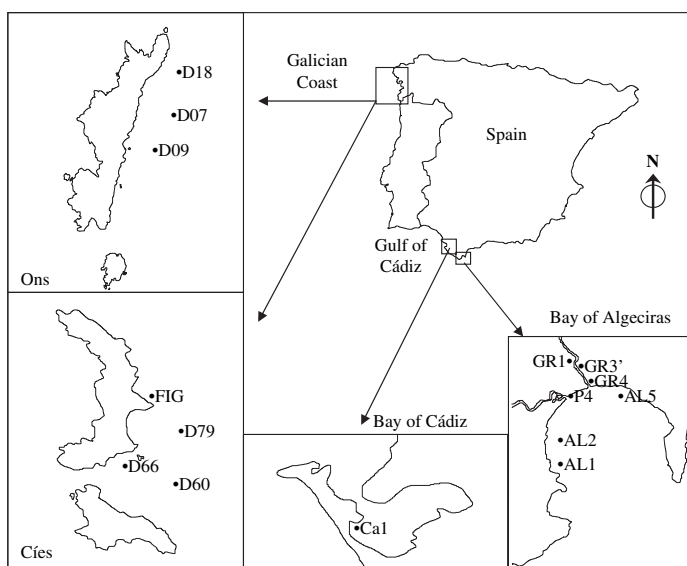 D18
D07
D09
Ons
Galician
Coast
Spain
N
Gulf of
Cádiz
FIG
D79
D66
D60
Cíes
Bay of Cádiz
Ca1
Bay of Algeciras
GR1
GR3’
GR4
P4
AL5
AL2
AL1